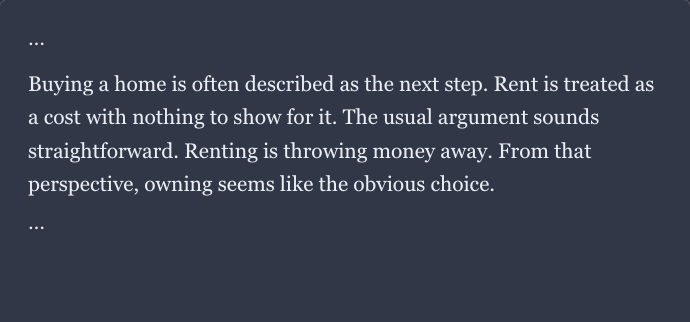 ...
Buying a home is often described as the next step. Rent is treated as
a cost with nothing to show for it. The usual argument sounds
straightforward. Renting is throwing money away. From that
perspective, owning seems like the obvious choice.
...